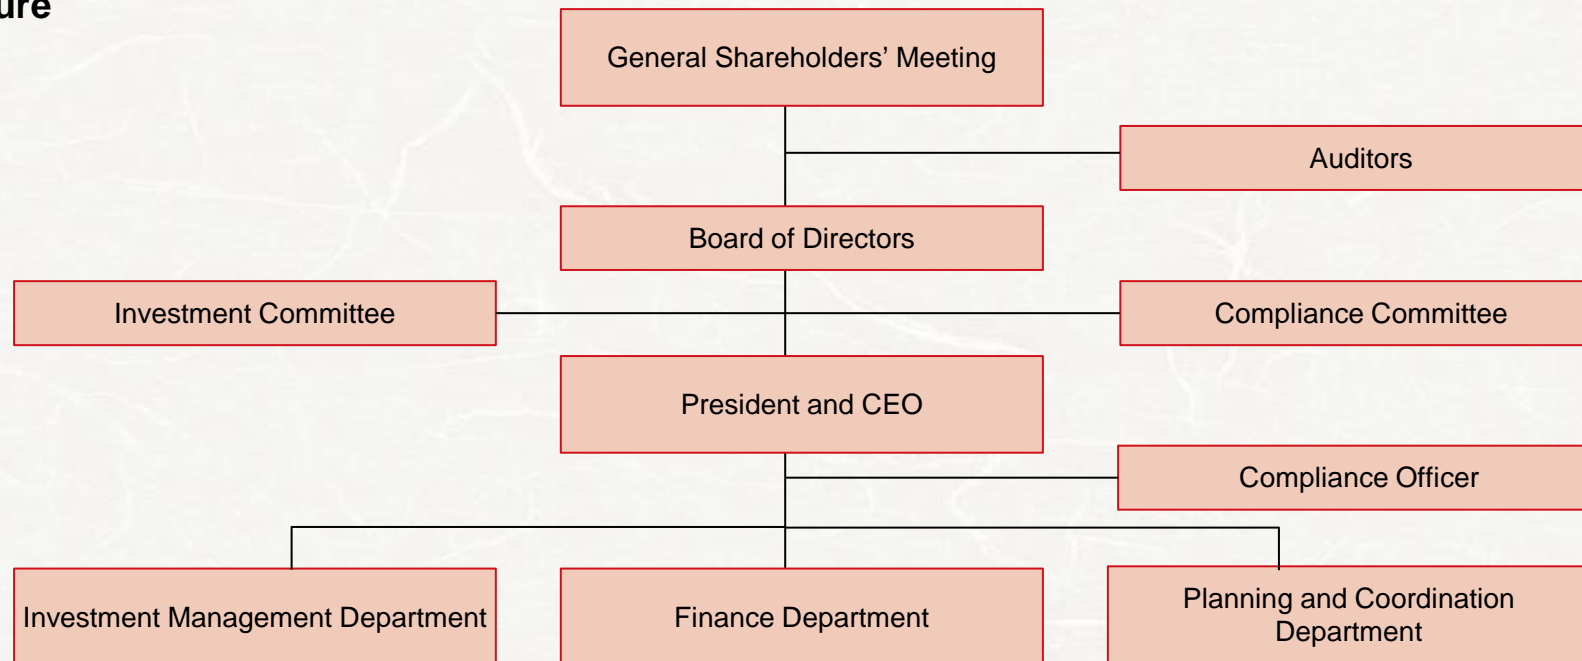 General Shareholders’ Meeting
Auditors
Board of Directors
Investment Committee
Compliance Committee
President and CEO
Compliance Officer
Investment Management Department
Finance Department
Planning and Coordination
Department